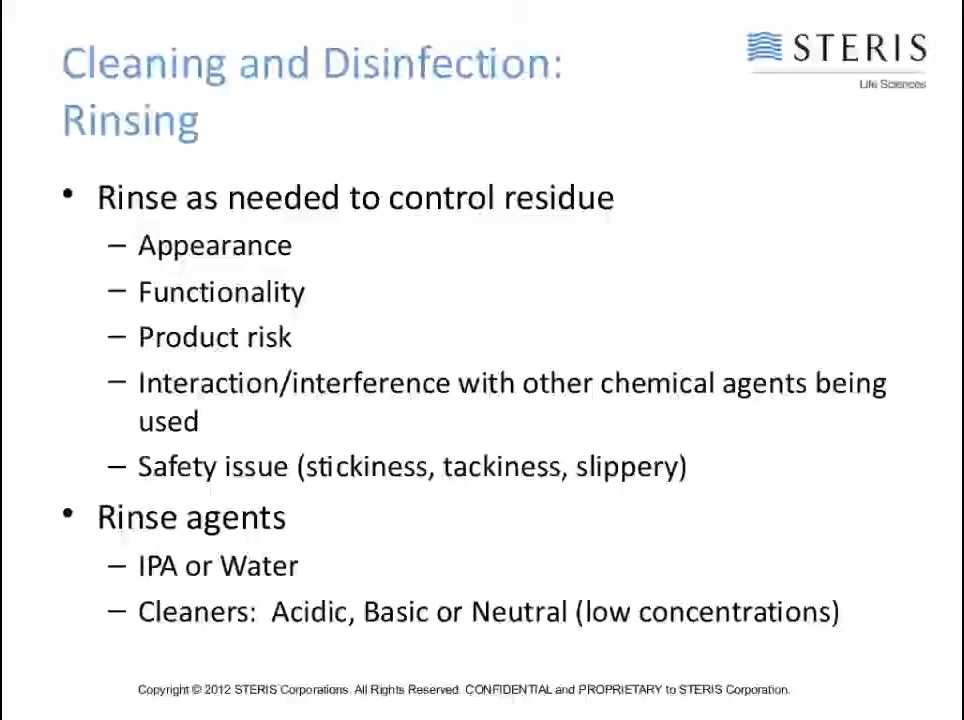 Cleaning and Disinfection:
Rinsing
STERIS
Life Sciences
• Rinse as needed to control residue
– Appearance
– Functionality
– Product risk
– Interaction/interference with other chemical agents being
used
– Safety issue (stickiness, tackiness, slippery)
• Rinse agents
– IPA or Water
– Cleaners: Acidic, Basic or Neutral (low concentrations)
Copyright © 2012 STERIS Corporations. All Rights Reserved. CONFIDENTIAL and PROPRIETARY to STERIS Corporation.